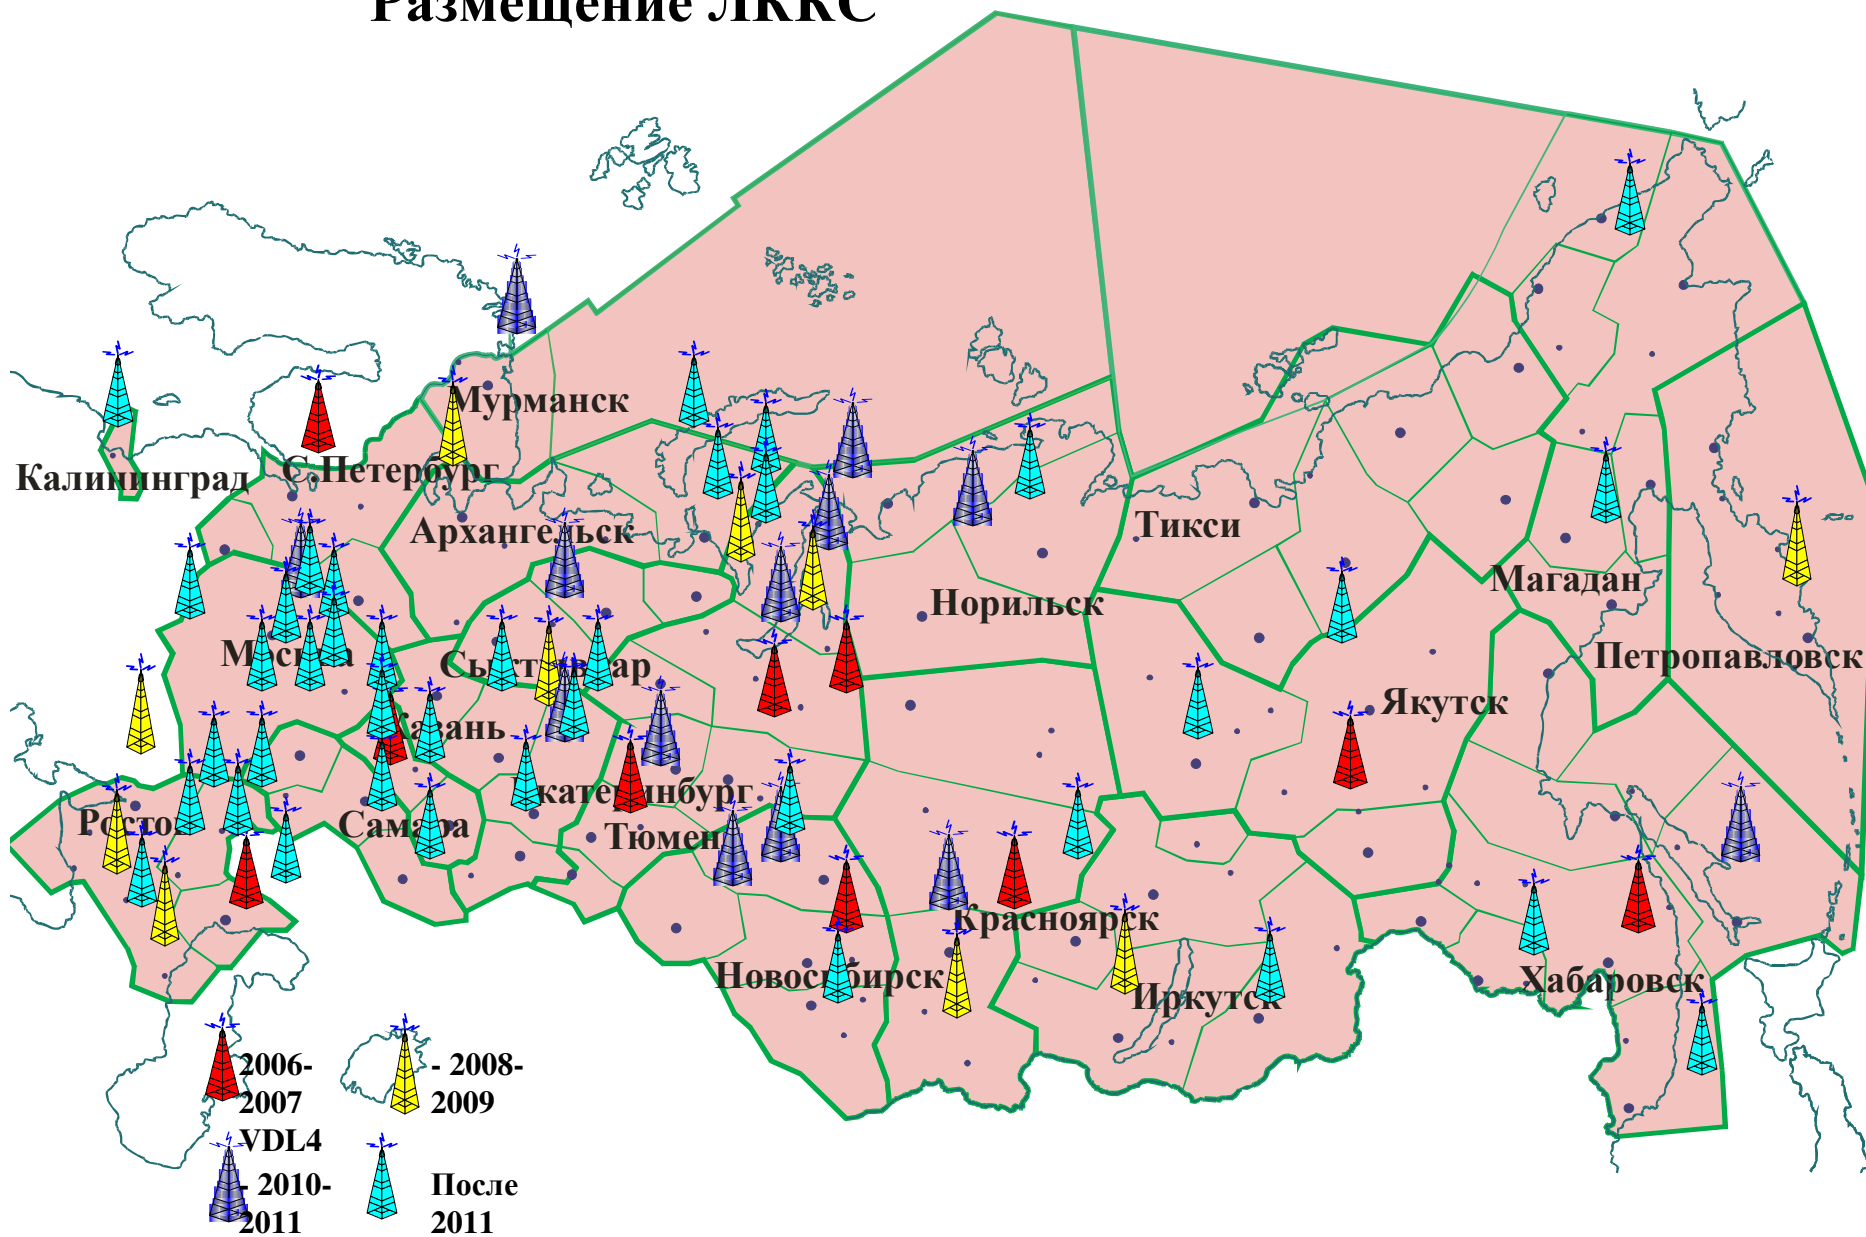 Размещение ЛККС
Мурманск
Калининград
С.Петербург
Архангельск
Тикси
Магадан
Норильск
Москва
Сыктывкар
Петропавловск
Якутск
Казань
Екатеринбург
Ростов
Самара
Тюмень
Красноярск
Новосибирск
Иркутск
Хабаровск
2006-
2007
VDL4
- 2008-
2009
- 2010-
2011
После
2011